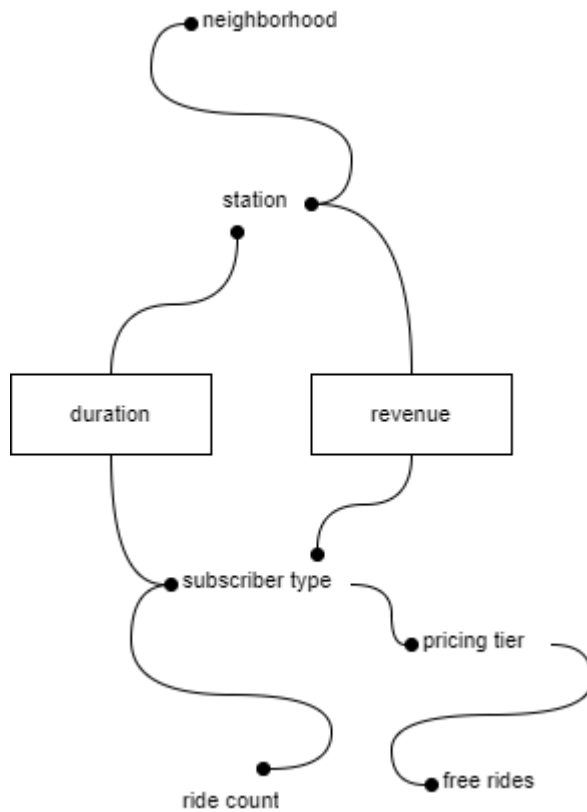 neighborhood
station
duration
revenue
subscriber type
pricing tier
free rides
ride count